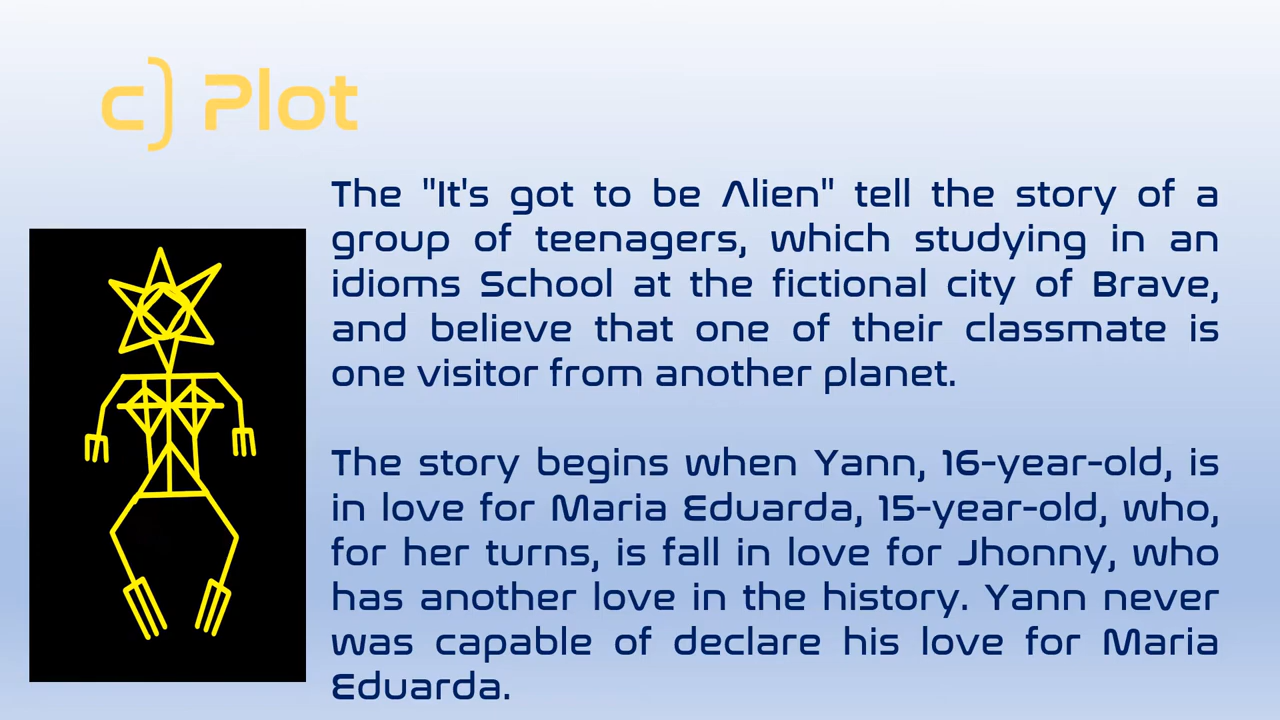 c) Plot
The "It's got to be Alien" tell the story of a
group of teenagers, which studying in an
idioms School at the fictional city of Brave,
and believe that one of their classmate is
one visitor from another planet.
The story begins when Yann, 16-year-old, is
in love for Maria Eduarda, 15-year-old, who,
for her turns, is fall in love for Jhonny, who
has another love in the history. Yann never
was capable of declare his love for Maria
Eduarda.